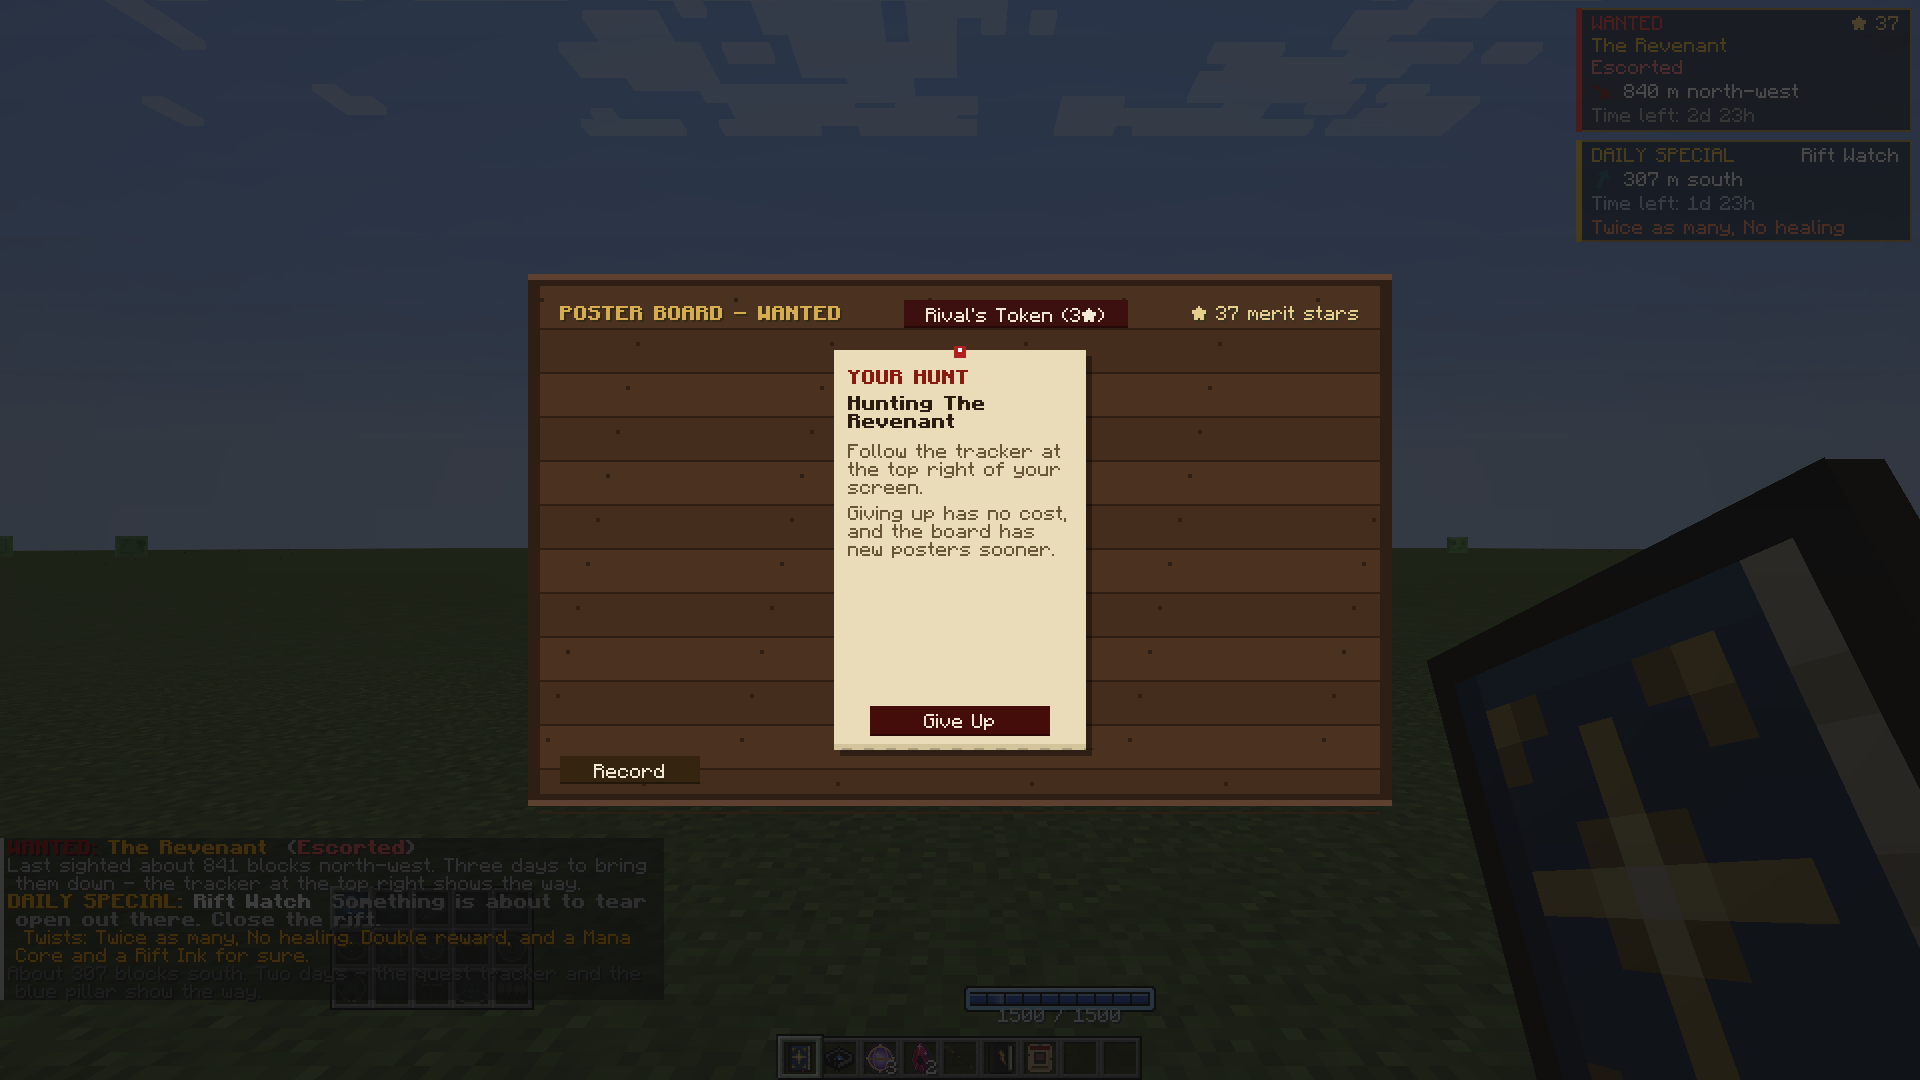 WANTED ★ 37
The Revenant
Escorted
840 m north-west
Time left: 2d 23h
DAILY SPECIAL Rift Watch
307 m south
Time left: 1d 23h
Twice as many, No healing
POSTER BOARD - WANTED
Rival's Token (3★)
★ 37 merit stars
YOUR HUNT
Hunting The
Revenant
Follow the tracker at
the top right of your
screen.
Giving up has no cost,
and the board has
new posters sooner.
Give Up
Record
WANTED: The Revenant (Escorted)
Last sighted about 841 blocks north-west. Three days to bring
them down - the tracker at the top right shows the way.
DAILY SPECIAL: Rift Watch Something is about to tear
open out there. Close the rift.
Twists: Twice as many, No healing. Double reward, and a Mana
Core and a Rift Ink for sure.
About 307 blocks south. Two days - the quest tracker and the
blue pillar show the way.
1500 / 1500
3
2